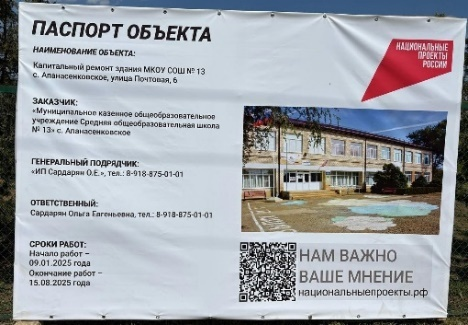 ПАСПОРТ ОБЪЕКТА
НАИМЕНОВАНИЕ ОБЪЕКТА:
Капитальный ремонт здания МКОУ СОШ № 13
с. Апанасенковское, улица Почтовая, 6
НАЦИОНАЛЬНЫЕ
ПРОЕКТЫ
РОССИИ
ЗАКАЗЧИК:
«Муниципальное казенное общеобразовательное
учреждение Средняя общеобразовательная школа
№ 13» с. Апанасенковское
ГЕНЕРАЛЬНЫЙ ПОДРЯДЧИК:
«ИП Сардарян О.Е.», тел.: 8-918-875-01-01
ОТВЕТСТВЕННЫЙ:
Сардарян Ольга Евгеньевна, тел.: 8-918-875-01-01
СРОКИ РАБОТ:
Начало работ –
09.01.2025 года
Окончание работ –
15.08.2025 года
НАМ ВАЖНО
ВАШЕ МНЕНИЕ
национальныепроекты.рф